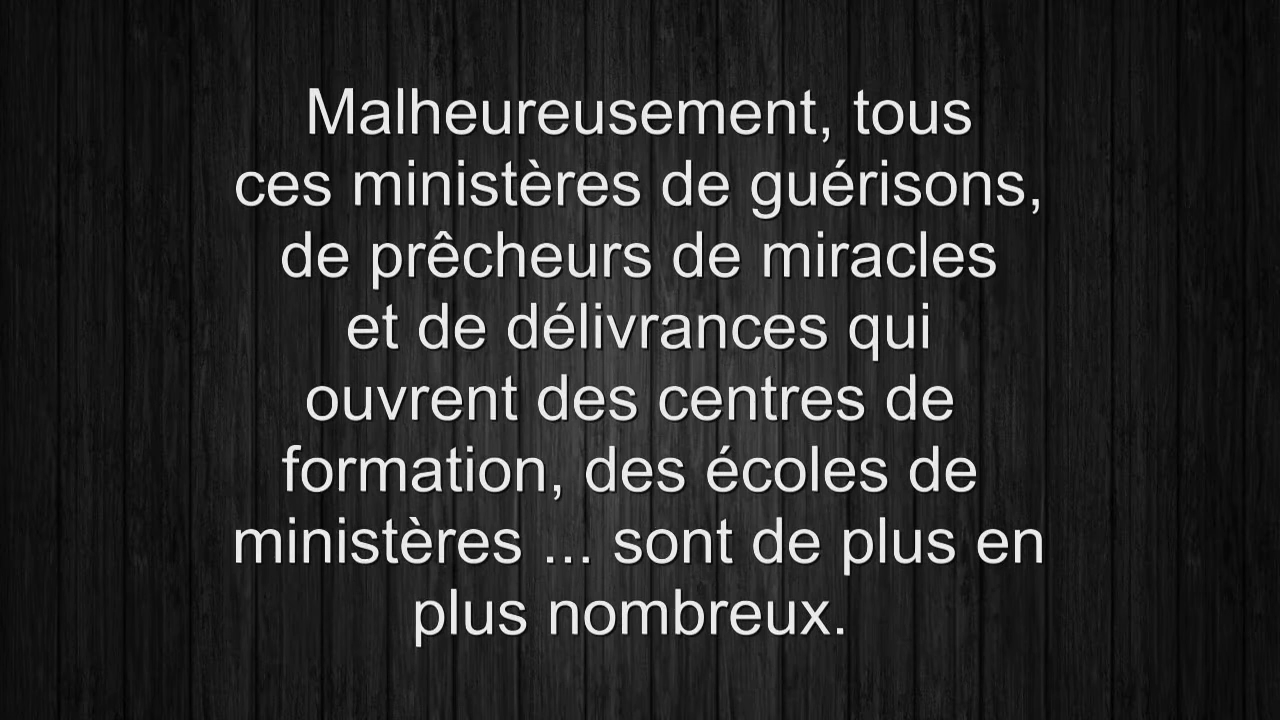 Malheureusement, tous
ces ministères de guérisons,
de prêcheurs de miracles
et de délivrances qui
ouvrent des centres de
formation, des écoles de
ministères ... sont de plus en
plus nombreux.